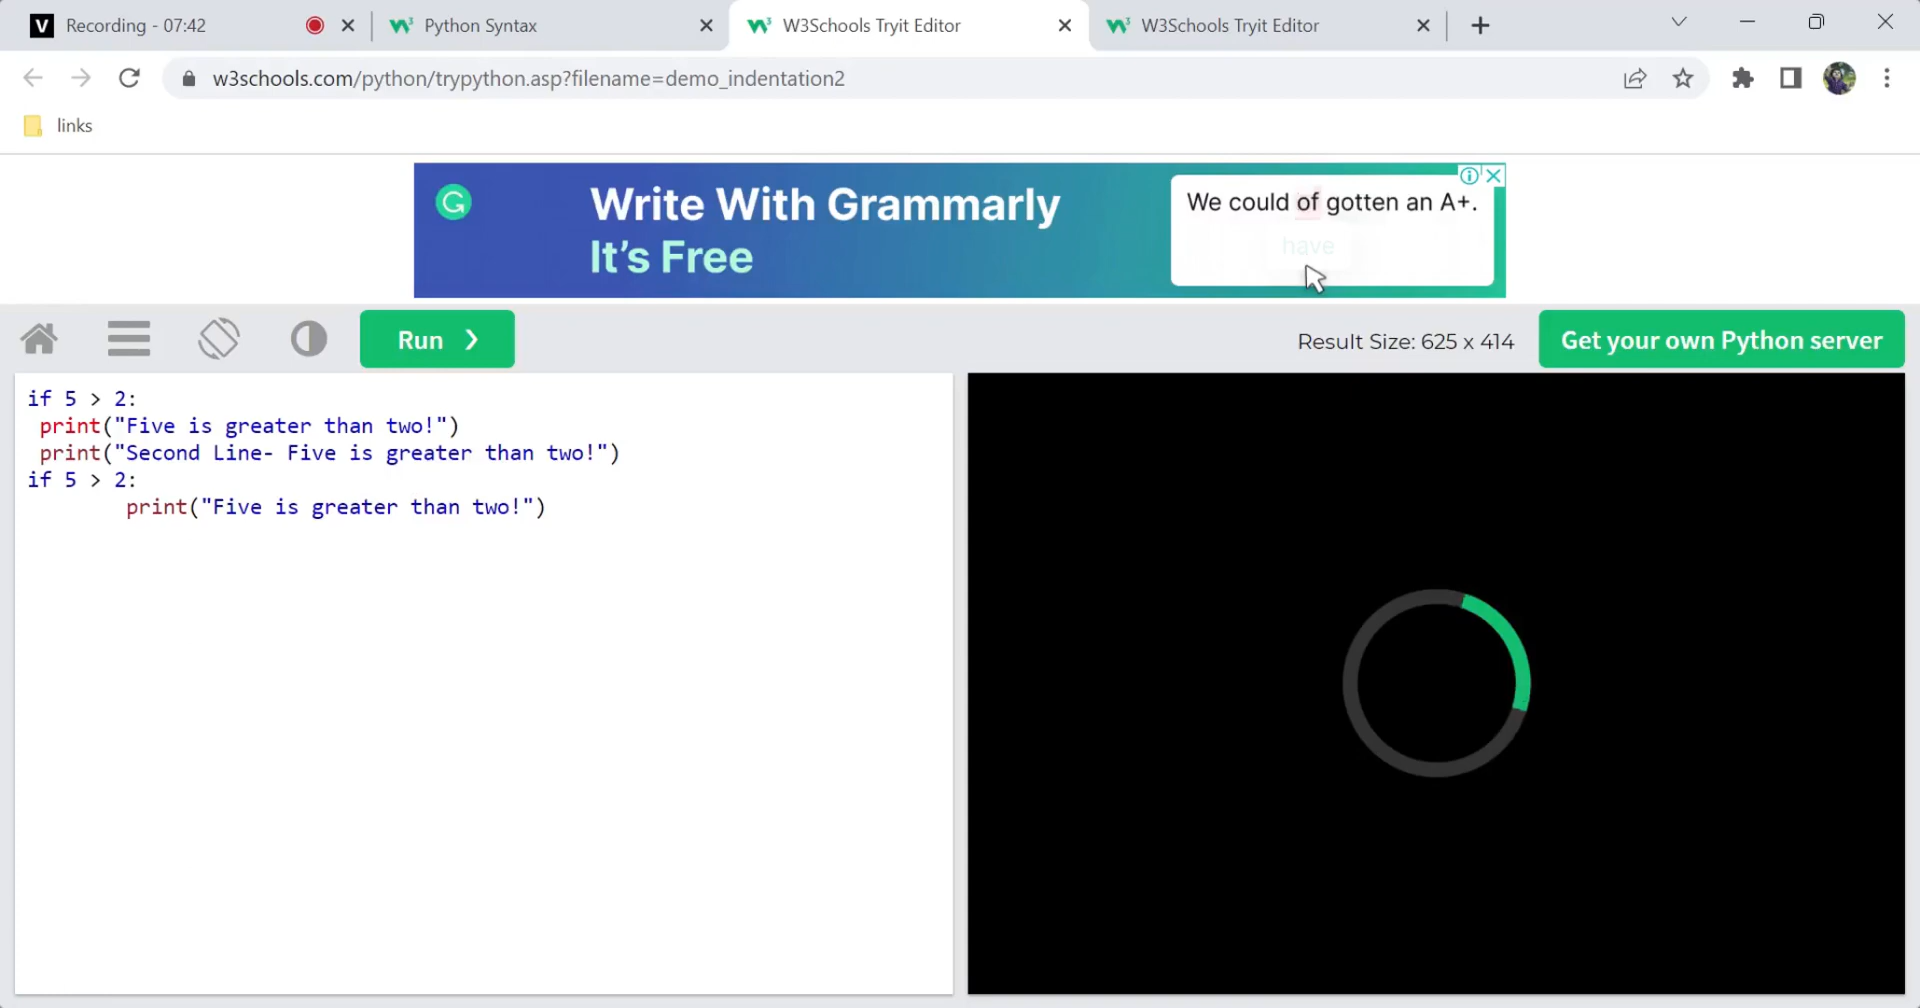 V Recording - 07:42
Python Syntax
W3Schools Tryit Editor
W3Schools Tryit Editor
w3schools.com/python/trypython.asp?filename=demo_indentation2
links
Write With Grammarly
It's Free
We could of gotten an A+.
have
Run ❯
Result Size: 625 x 414
Get your own Python server
if 5 > 2:
 print("Five is greater than two!")
 print("Second Line- Five is greater than two!")
if 5 > 2:
        print("Five is greater than two!")